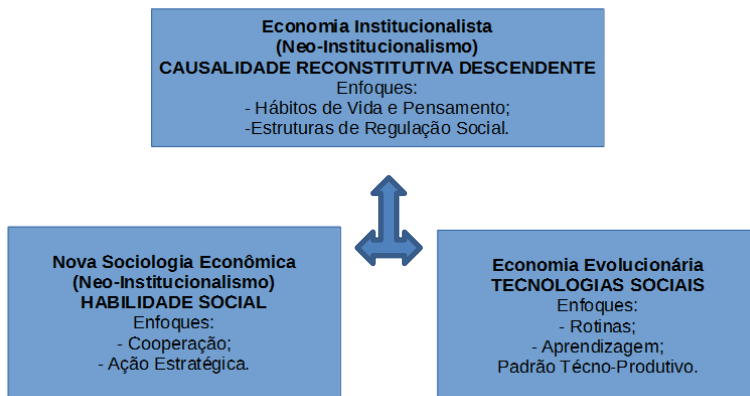 Economia Institucionalista
(Neo-Institucionalismo)
CAUSALIDADE RECONSTITUTIVA DESCENDENTE
Enfoques:
- Hábitos de Vida e Pensamento;
-Estruturas de Regulação Social.
Nova Sociologia Econômica
(Neo-Institucionalismo)
HABILIDADE SOCIAL
Enfoques:
- Cooperação;
- Ação Estratégica.
Economia Evolucionária
TECNOLOGIAS SOCIAIS
Enfoques:
- Rotinas;
- Aprendizagem;
Padrão Técno-Produtivo.